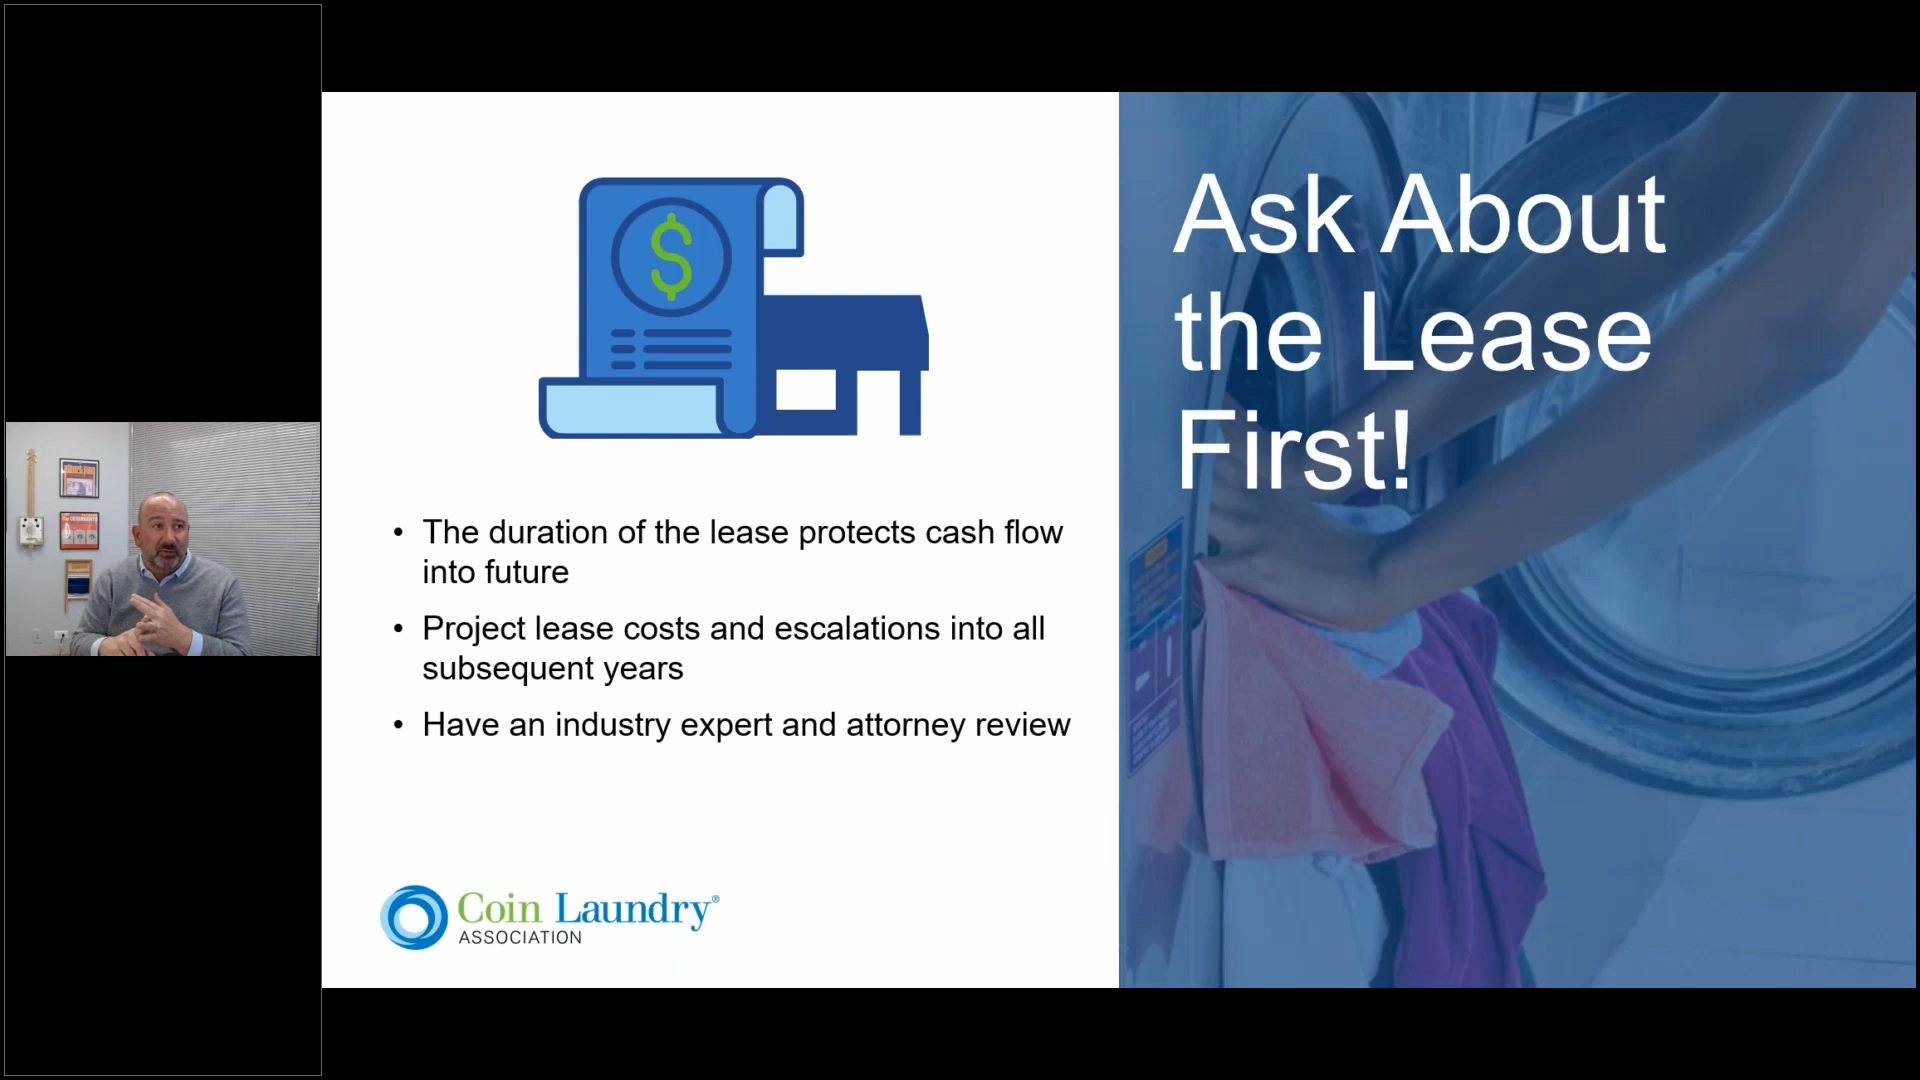 Ask About
the Lease
First!
$
• The duration of the lease protects cash flow
into future
• Project lease costs and escalations into all
subsequent years
• Have an industry expert and attorney review
Coin Laundry®
ASSOCIATION